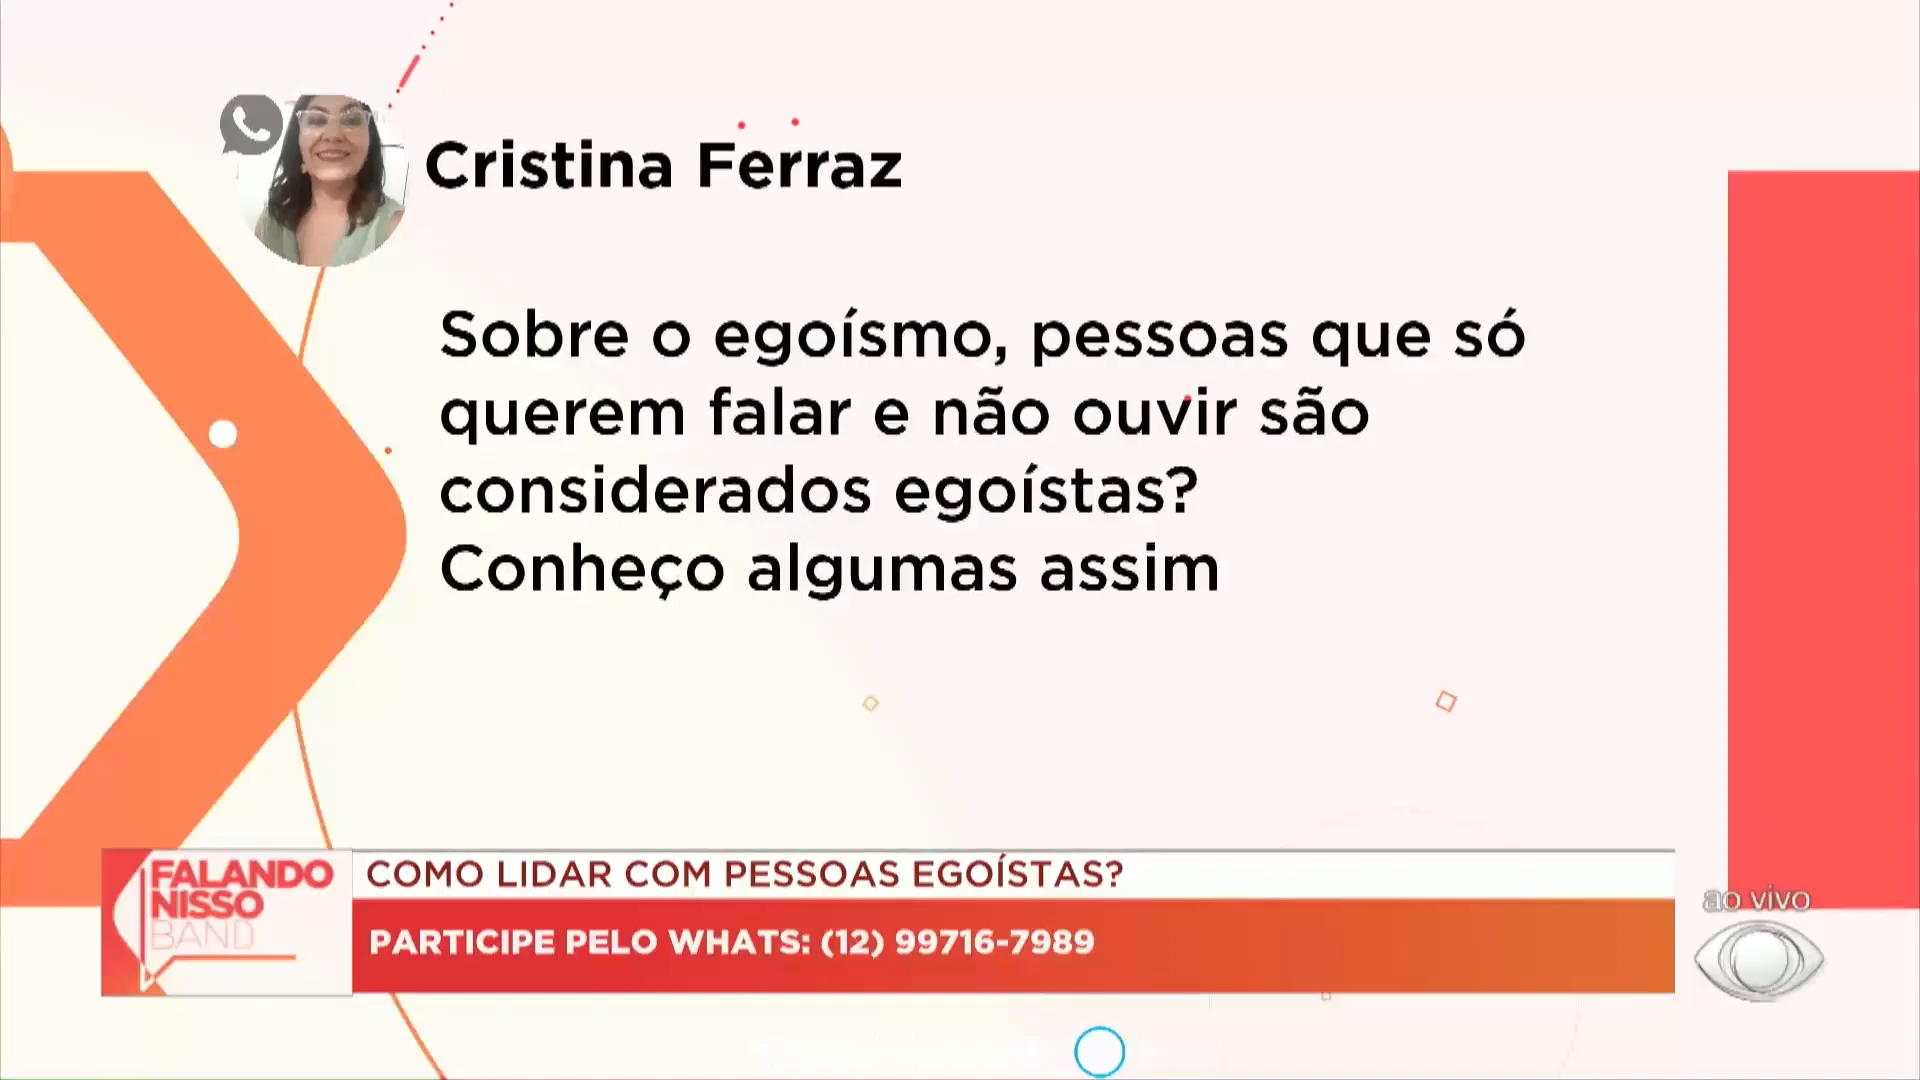 Cristina Ferraz
Sobre o egoísmo, pessoas que só
querem falar e não ouvir são
considerados egoístas?
Conheço algumas assim
FALANDO
NISSO
BAND
COMO LIDAR COM PESSOAS EGOÍSTAS?
PARTICIPE PELO WHATS: (12) 99716-7989
ao vivo